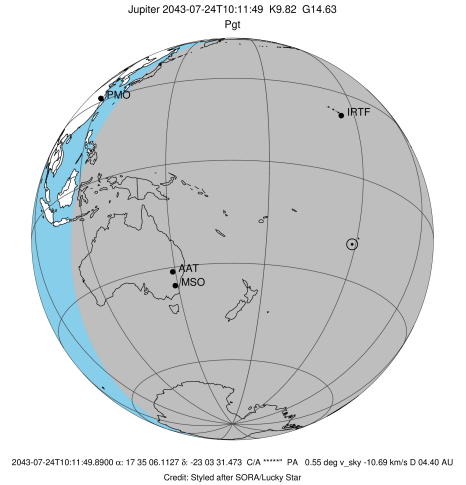 Jupiter 2043-07-24T10:11:49 K9.82 G14.63
Pgt
PMO
IRTF
AAT
MSO
2043-07-24T10:11:49.8900 α: 17 35 06.1127 δ: -23 03 31.473 C/A *****" PA 0.55 deg v_sky -10.69 km/s D 04.40 AU
Credit: Styled after SORA/Lucky Star